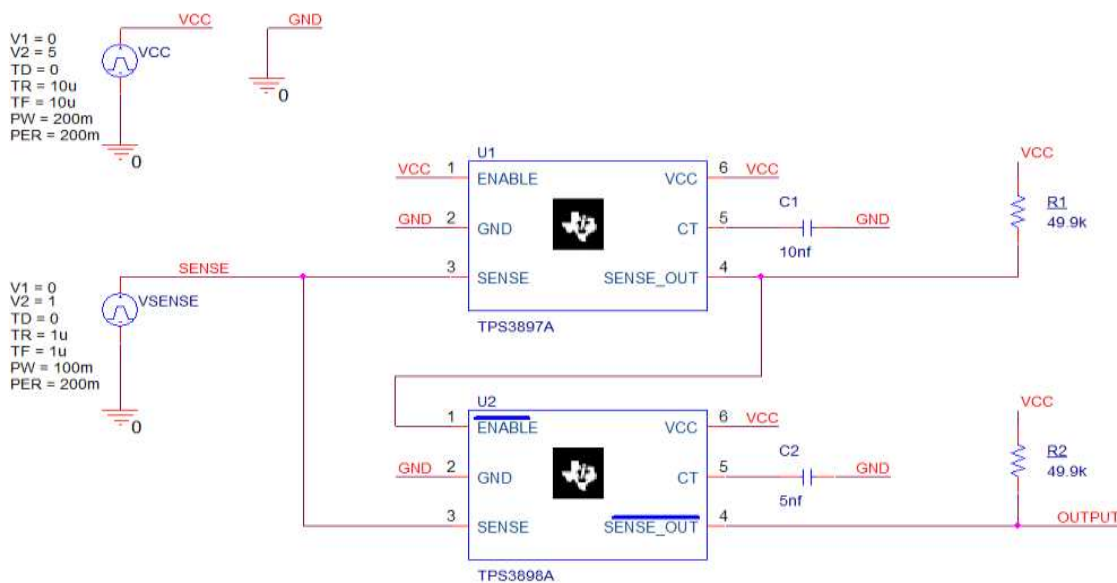 VCC
GND
V1 = 0
V2 = 5
TD = 0
TR = 10u
TF = 10u
PW = 200m
PER = 200m
VCC
0
0
U1
VCC 1 ENABLE VCC 6 VCC
GND 2 GND CT 5 C1 GND
10nf
SENSE 3 SENSE SENSE_OUT 4
TPS3897A
VCC
R1
49.9k
V1 = 0
V2 = 1
TD = 0
TR = 1u
TF = 1u
PW = 100m
PER = 200m
VSENSE
0
U2
1 ENABLE VCC 6 VCC
GND 2 GND CT 5 C2 GND
5nf
3 SENSE SENSE_OUT 4
TPS3898A
VCC
R2
49.9k
OUTPUT